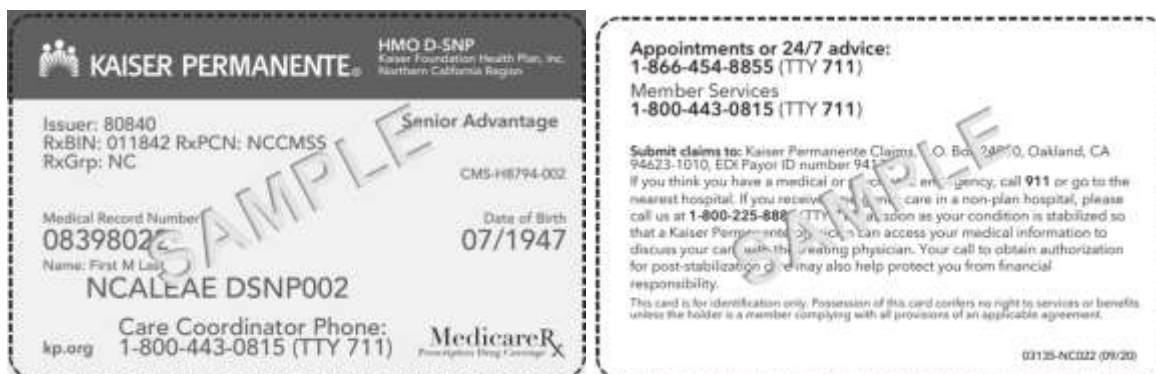 KAISER PERMANENTE®
HMO D-SNP
Kaiser Foundation Health Plan, Inc.
Northern California Region
Issuer: 80840
RxBIN: 011842 RxPCN: NCCMSS
RxGrp: NC
Senior Advantage
CMS-H8794-002
Medical Record Number
Date of Birth
0839802
07/1947
Name: First M Last
NCALEAE DSNP002
Care Coordinator Phone:
kp.org 1-800-443-0815 (TTY 711)
MedicareRx
Prescription Drug Coverage
SAMPLE
Appointments or 24/7 advice:
1-866-454-8855 (TTY 711)
Member Services
1-800-443-0815 (TTY 711)
Submit claims to: Kaiser Permanente Claims, Oakland, CA
94623-1010, EDI Payor ID number
If you think you have a medical or emergency, call 911 or go to the
nearest hospital. If you receive care in a non-plan hospital, please
call us at soon as your condition is stabilized so
that a Kaiser Permanente can access your medical information to
discuss your care with the treating physician. Your call to obtain authorization
for post-stabilization may also help protect you from financial
responsibility.
This card is for identification only. Possession of this card confers no right to services or benefits
unless the holder is a member complying with all provisions of an applicable agreement.
03135-NC022 (09/20)
SAMPLE